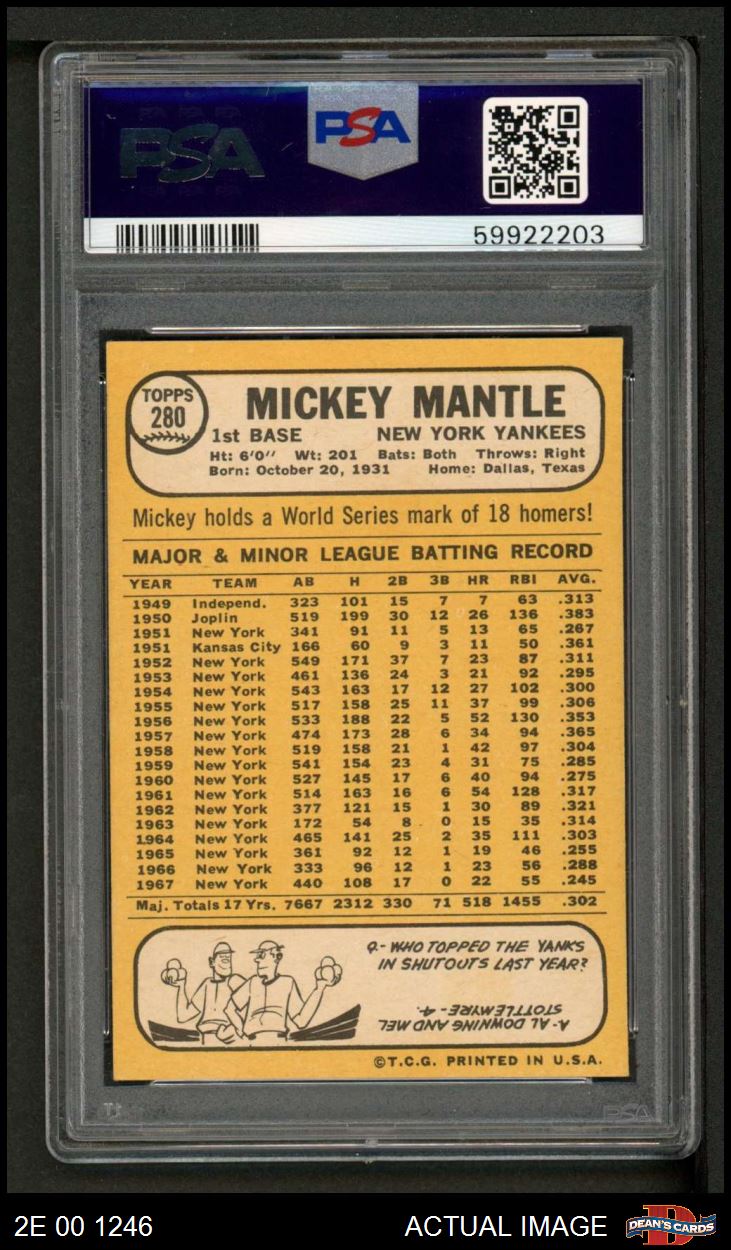 PSA
PSA
59922203
TOPPS
280
MICKEY MANTLE
1st BASE NEW YORK YANKEES
Ht: 6'0'' Wt: 201 Bats: Both Throws: Right
Born: October 20, 1931 Home: Dallas, Texas
Mickey holds a World Series mark of 18 homers!
MAJOR & MINOR LEAGUE BATTING RECORD
YEAR TEAM AB H 2B 3B HR RBI AVG.
1949 Independ. 323 101 15 7 7 63 .313
1950 Joplin 519 199 30 12 26 136 .383
1951 New York 341 91 11 5 13 65 .267
1951 Kansas City 166 60 9 3 11 50 .361
1952 New York 549 171 37 7 23 87 .311
1953 New York 461 136 24 3 21 92 .295
1954 New York 543 163 17 12 27 102 .300
1955 New York 517 158 25 11 37 99 .306
1956 New York 533 188 22 5 52 130 .353
1957 New York 474 173 28 6 34 94 .365
1958 New York 519 158 21 1 42 97 .304
1959 New York 541 154 23 4 31 75 .285
1960 New York 527 145 17 6 40 94 .275
1961 New York 514 163 16 6 54 128 .317
1962 New York 377 121 15 1 30 89 .321
1963 New York 172 54 8 0 15 35 .314
1964 New York 465 141 25 2 35 111 .303
1965 New York 361 92 12 1 19 46 .255
1966 New York 333 96 12 1 23 56 .288
1967 New York 440 108 17 0 22 55 .245
Maj. Totals 17 Yrs. 7667 2312 330 71 518 1455 .302
Q- WHO TOPPED THE YANKS
IN SHUTOUTS LAST YEAR?
A- AL DOWNING AND MEL
STOTTLEMYRE - 4.
©T.C.G. PRINTED IN U.S.A.
PSA
2E 00 1246 ACTUAL IMAGE DEAN'S CARDS